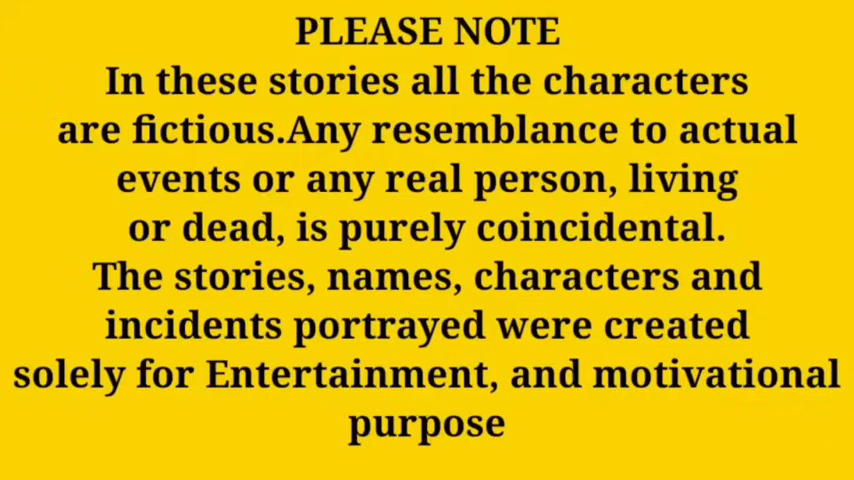 PLEASE NOTE
In these stories all the characters
are fictious.Any resemblance to actual
events or any real person, living
or dead, is purely coincidental.
The stories, names, characters and
incidents portrayed were created
solely for Entertainment, and motivational
purpose